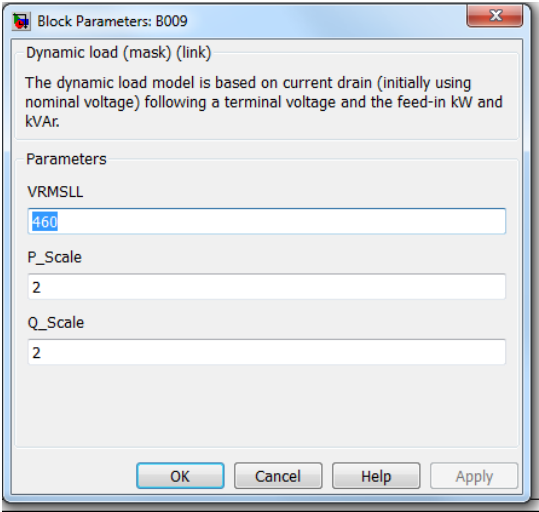 Block Parameters: B009
Dynamic load (mask) (link)
The dynamic load model is based on current drain (initially using
nominal voltage) following a terminal voltage and the feed-in kW and
kVAr.
Parameters
VRMSLL
460
P_Scale
2
Q_Scale
2
OK Cancel Help Apply